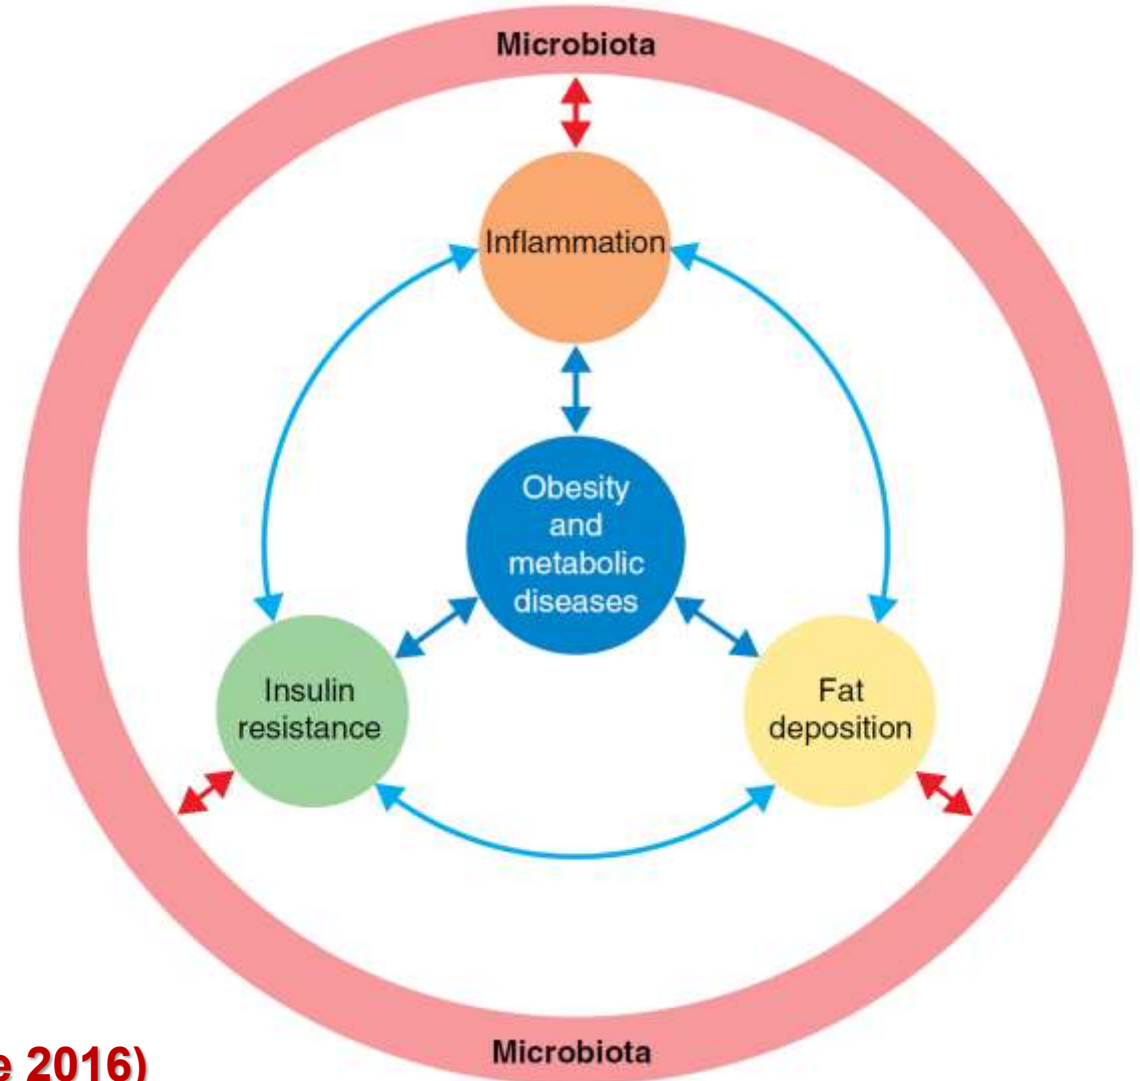 Microbiota
Inflammation
Obesity
and
metabolic
diseases
Insulin
resistance
Fat
deposition
Microbiota
2016)